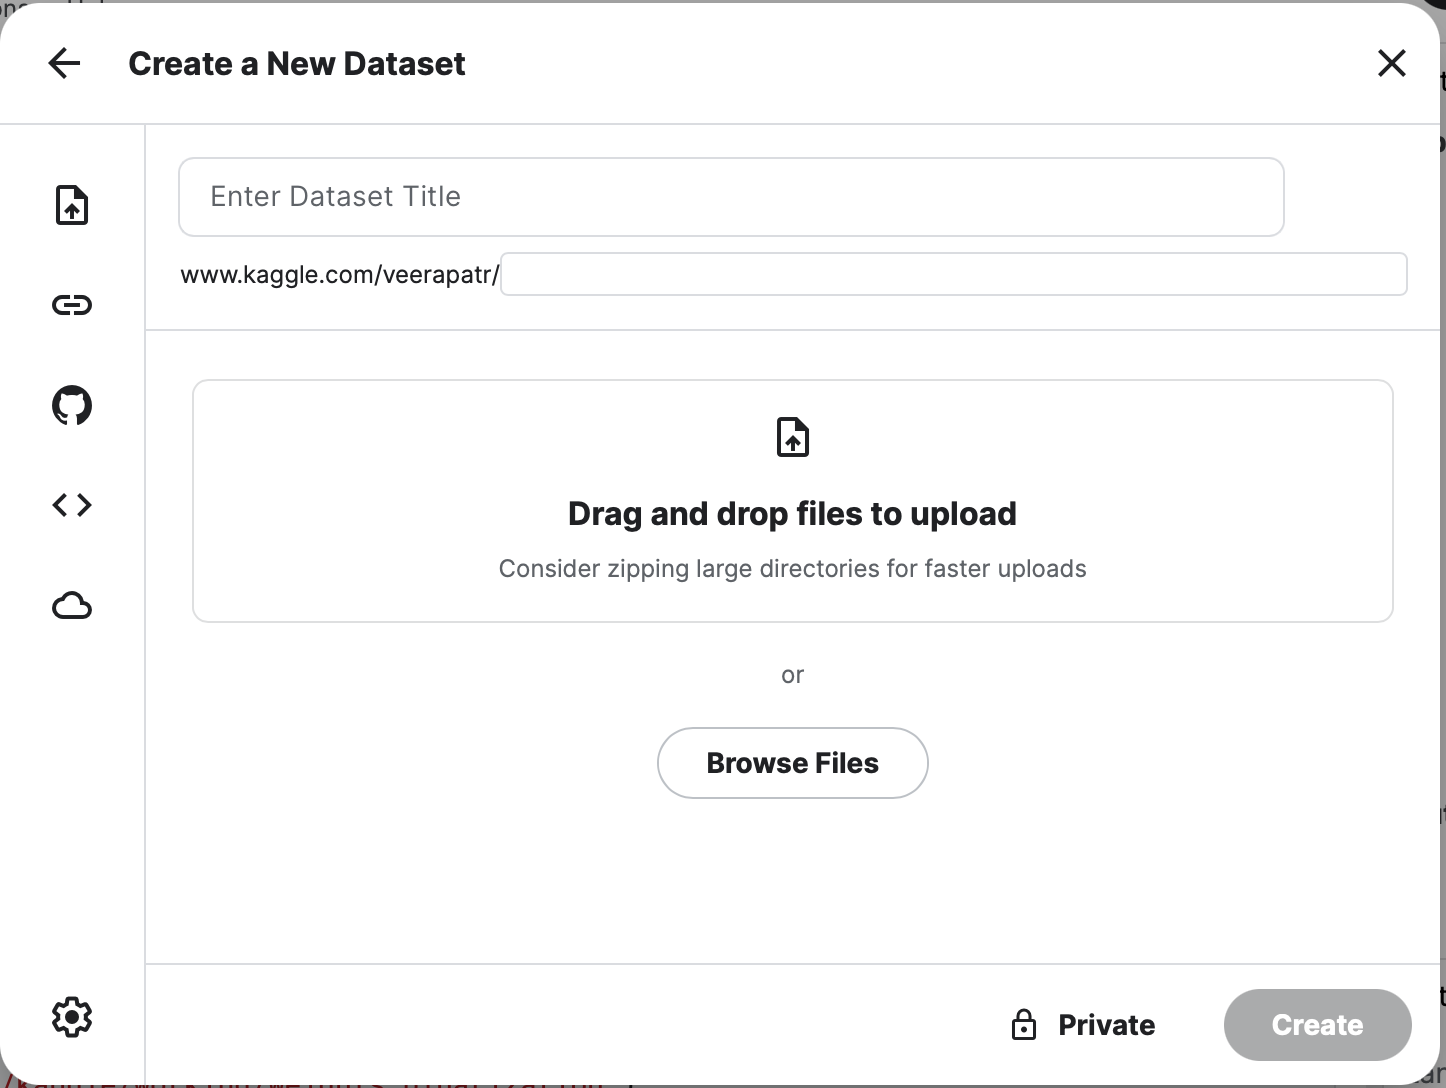 Create a New Dataset
Enter Dataset Title
www.kaggle.com/veerapatr/
Drag and drop files to upload
Consider zipping large directories for faster uploads
or
Browse Files
Private
Create